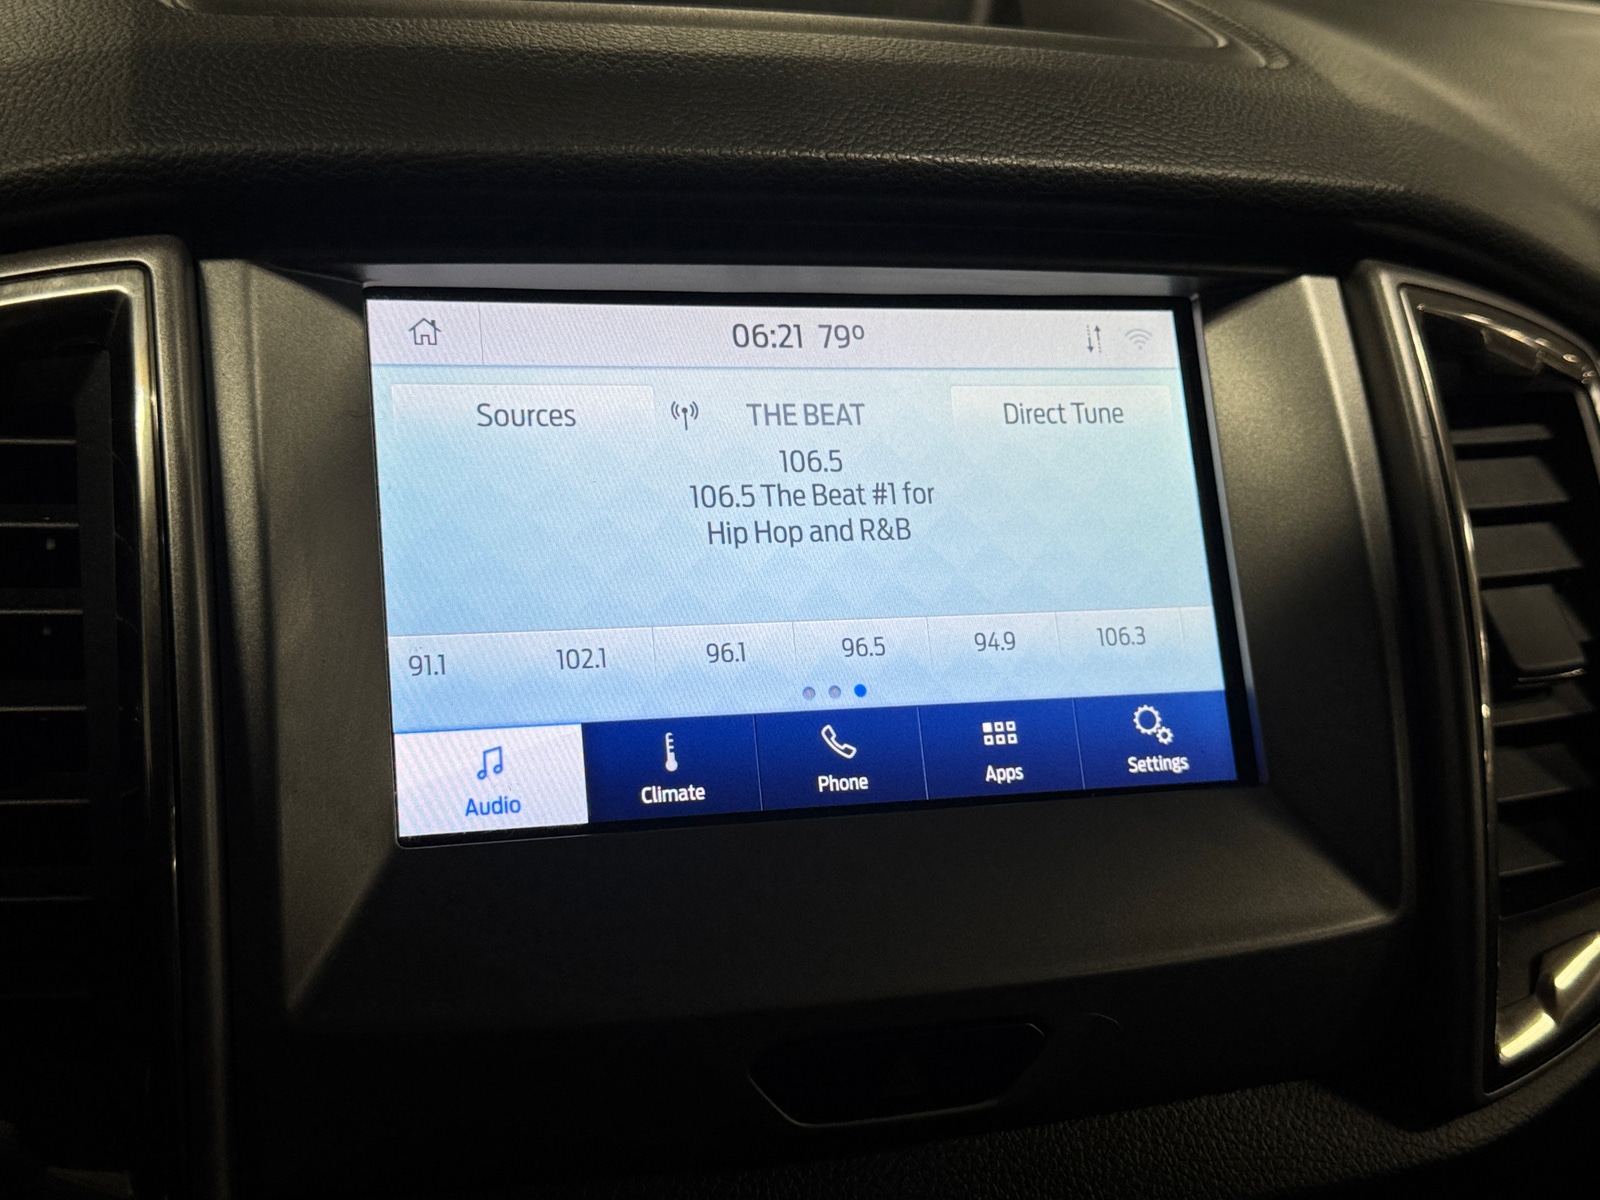 06:21 79°
Sources
THE BEAT
Direct Tune
106.5
106.5 The Beat #1 for
Hip Hop and R&B
91.1
102.1
96.1
96.5
94.9
106.3
Audio
Climate
Phone
Apps
Settings